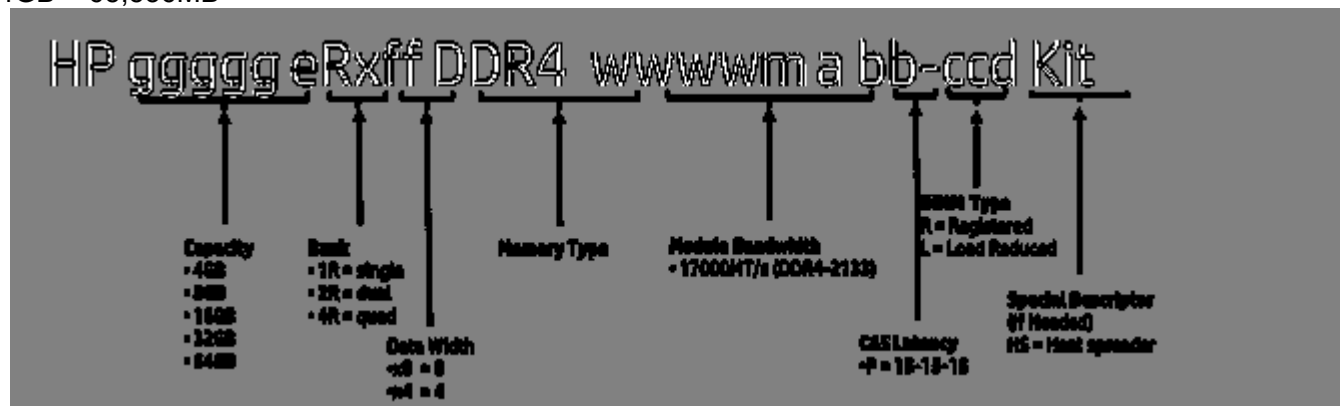 HP ggggg eRxff DDR4 wwwwm a bb-ccd Kit
Capacity
• 4GB
• 8GB
• 16GB
• 32GB
• 64GB
Rank
• 1R = single
• 2R = dual
• 4R = quad
Data Width
•x8 = 8
•x4 = 4
Memory Type
Module Bandwidth
• 17000MT/s (DDR4-2133)
CAS Latency
•P = 15-15-15
DIMM Type
R = Registered
L = Load Reduced
Special Descriptor
(if Needed)
HS = Heat spreader